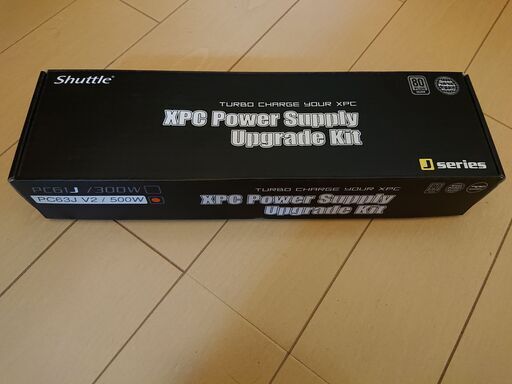 Shuttle
80
TURBO CHARGE YOUR XPC
XPC Power Supply
Upgrade Kit
J series
PC61J /300W
PC63J V2 / 500W
TURBO CHARGE YOUR XPC
XPC Power Supply
Upgrade Kit